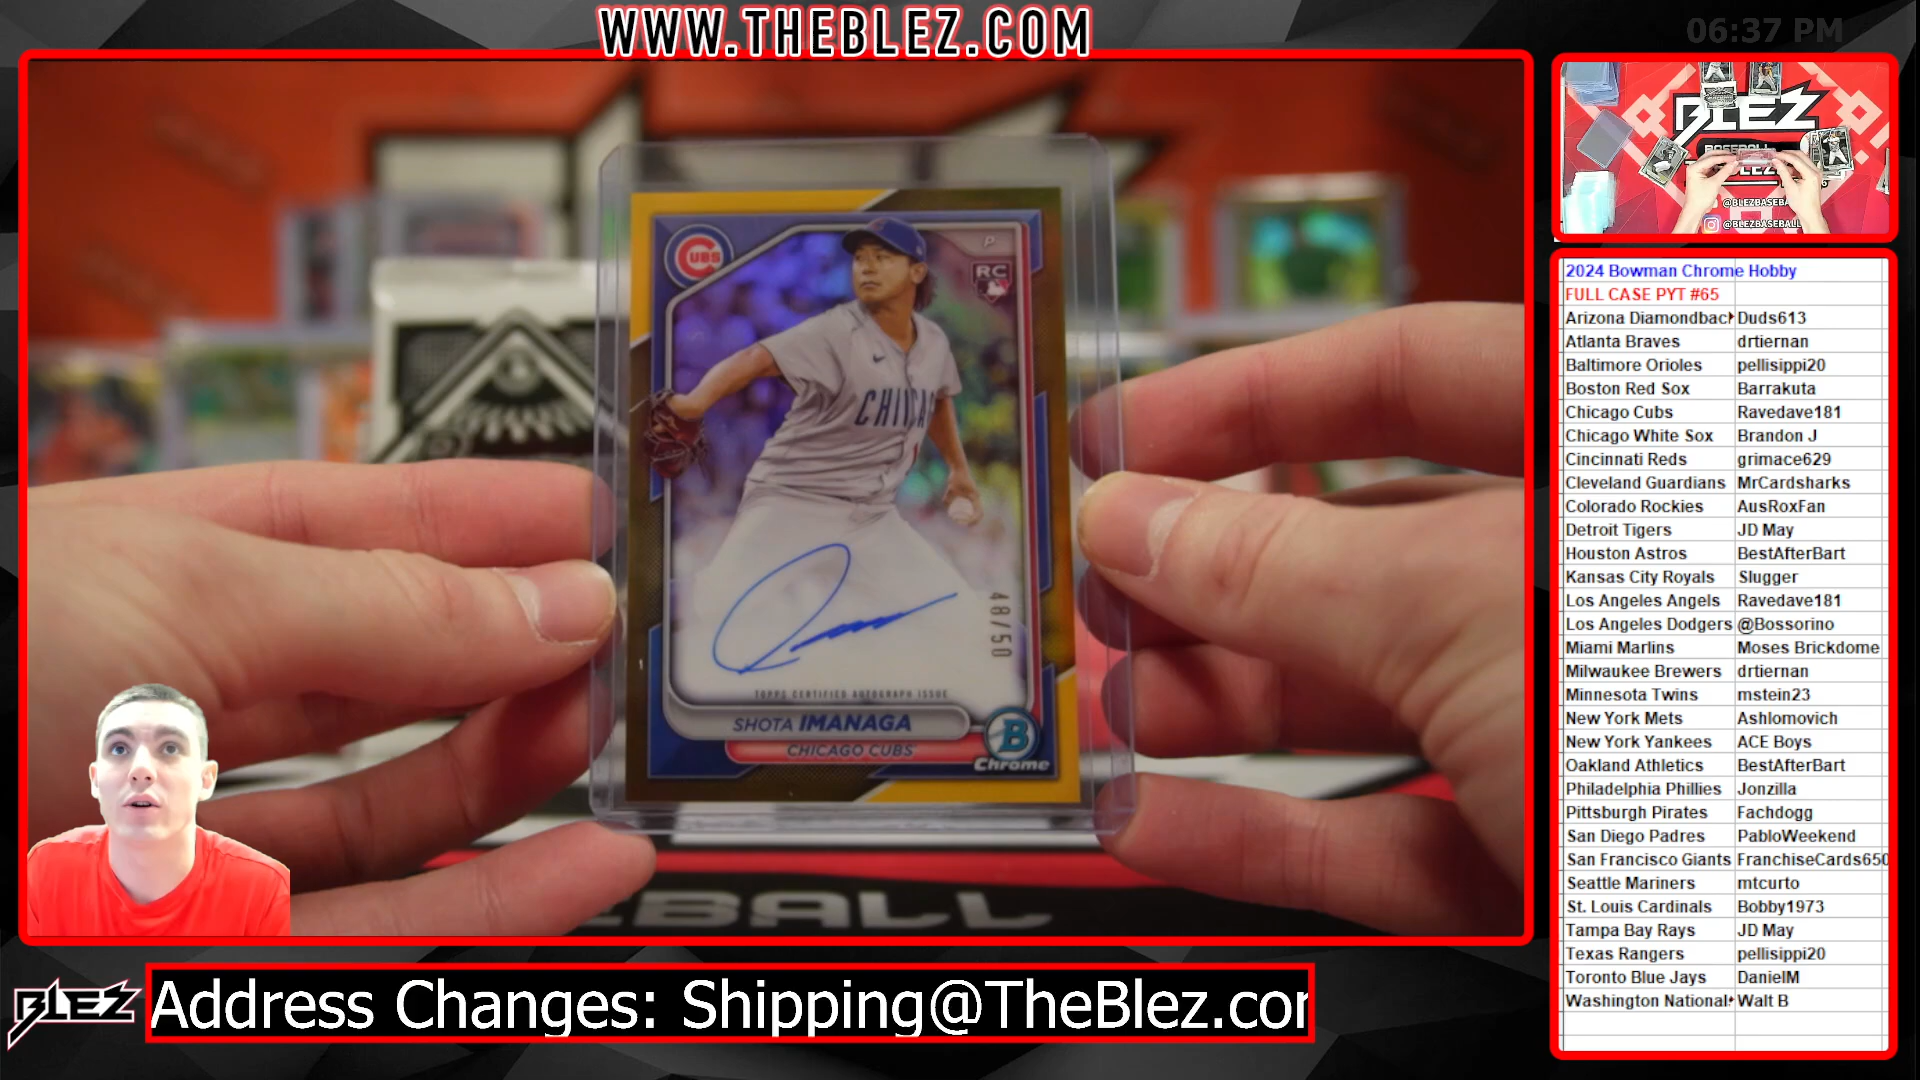 WWW.THEBLEZ.COM
06:37 PM
CUBS
P
RC
CHICA
48/50
TOPPS CERTIFIED AUTOGRAPH ISSUE
SHOTA IMANAGA
CHICAGO CUBS
B
Chrome
BALL
BLEZ
@BLEZBASEBA
@BLEZBASEBALL
2024 Bowman Chrome Hobby
FULL CASE PYT #65
Arizona Diamondbac Duds613
Atlanta Braves drtiernan
Baltimore Orioles pellisippi20
Boston Red Sox Barrakuta
Chicago Cubs Ravedave181
Chicago White Sox Brandon J
Cincinnati Reds grimace629
Cleveland Guardians MrCardsharks
Colorado Rockies AusRoxFan
Detroit Tigers JD May
Houston Astros BestAfterBart
Kansas City Royals Slugger
Los Angeles Angels Ravedave181
Los Angeles Dodgers @Bossorino
Miami Marlins Moses Brickdome
Milwaukee Brewers drtiernan
Minnesota Twins mstein23
New York Mets Ashlomovich
New York Yankees ACE Boys
Oakland Athletics BestAfterBart
Philadelphia Phillies Jonzilla
Pittsburgh Pirates Fachdogg
San Diego Padres PabloWeekend
San Francisco Giants FranchiseCards650
Seattle Mariners mtcurto
St. Louis Cardinals Bobby1973
Tampa Bay Rays JD May
Texas Rangers pellisippi20
Toronto Blue Jays DanielM
Washington National Walt B
BLEZ
Address Changes: Shipping@TheBlez.cor